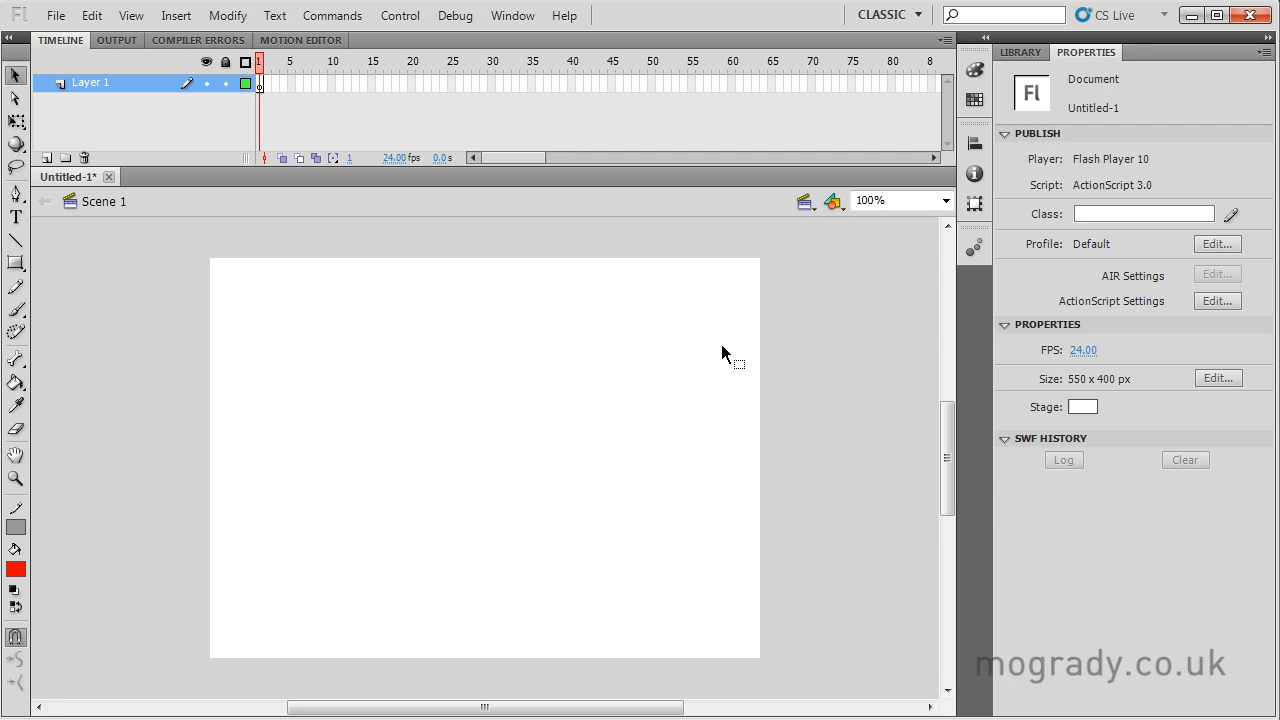 Fl File Edit View Insert Modify Text Commands Control Debug Window Help CLASSIC CS Live
TIMELINE OUTPUT COMPILER ERRORS MOTION EDITOR
1 5 10 15 20 25 30 35 40 45 50 55 60 65 70 75 80 8
Layer 1
1 24.00 fps 0.0 s
Untitled-1*
Scene 1 100%
T
LIBRARY PROPERTIES
Fl
Document
Untitled-1
PUBLISH
Player: Flash Player 10
Script: ActionScript 3.0
Class:
Profile: Default Edit...
AIR Settings Edit...
ActionScript Settings Edit...
PROPERTIES
FPS: 24.00
Size: 550 x 400 px Edit...
Stage:
SWF HISTORY
Log Clear
mogrady.co.uk